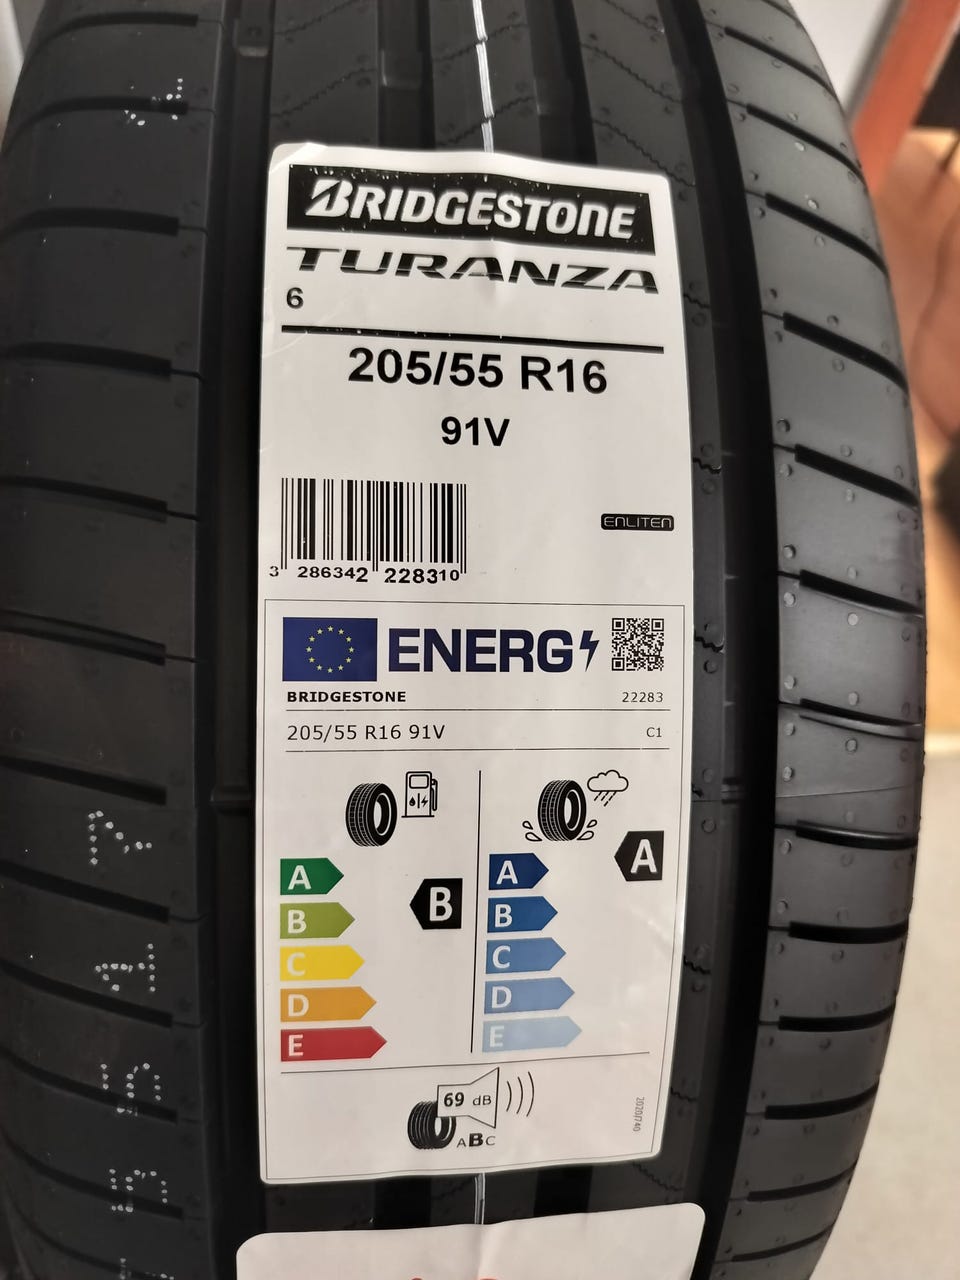 BRIDGESTONE
TURANZA
6
205/55 R16
91V
ENLITEN
3 286342 228310
ENERG
BRIDGESTONE 22283
205/55 R16 91V C1
A A
B B
C C
D D
E E
B
A
69 dB
ABC
2020/740